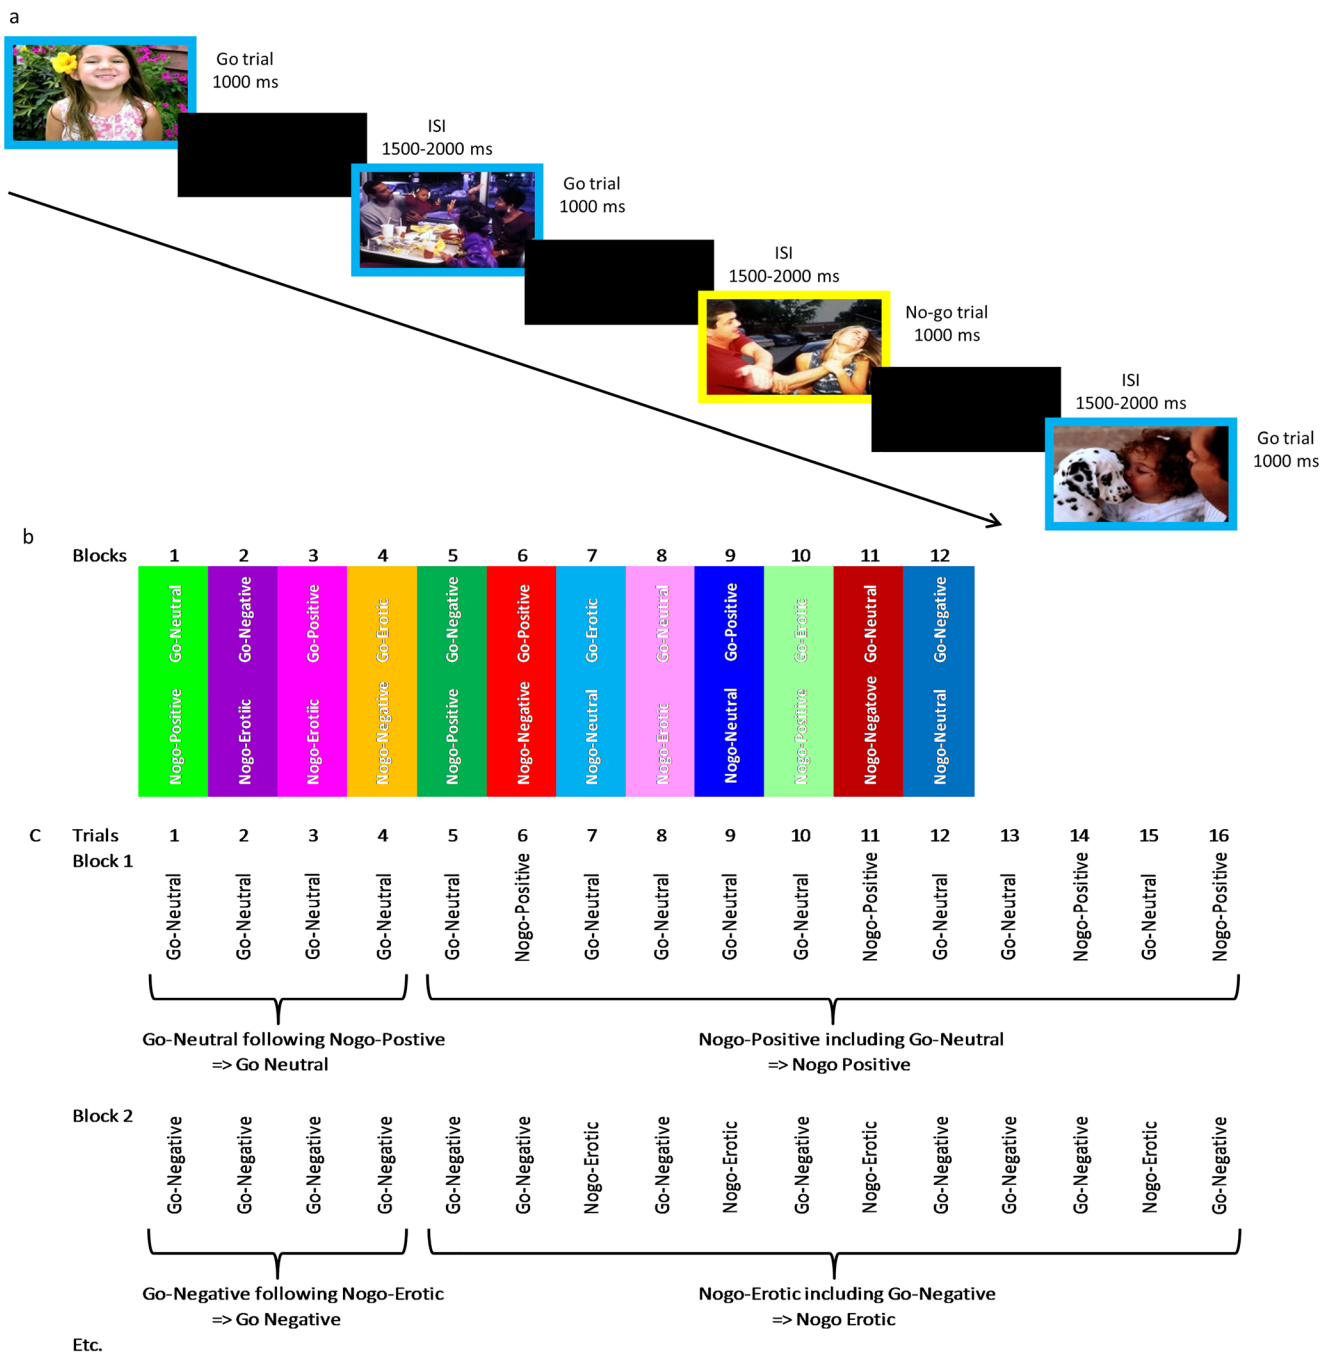 a
Go trial
1000 ms
ISI
1500-2000 ms
Go trial
1000 ms
ISI
1500-2000 ms
No-go trial
1000 ms
ISI
1500-2000 ms
Go trial
1000 ms
b
Blocks 1 2 3 4 5 6 7 8 9 10 11 12
Go-Neutral Go-Negative Go-Positive Go-Erotic Go-Negative Go-Positive Go-Erotic Go-Neutral Go-Positive Go-Erotic Go-Neutral Go-Negative
Nogo-Positive Nogo-Erotiic Nogo-Erotiic Nogo-Negative Nogo-Positive Nogo-Negative Nogo-Neutral Nogo-Erotic Nogo-Neutral Nogo-Positive Nogo-Negatove Nogo-Neutral
C Trials 1 2 3 4 5 6 7 8 9 10 11 12 13 14 15 16
Block 1
Go-Neutral Go-Neutral Go-Neutral Go-Neutral Go-Neutral Nogo-Positive Go-Neutral Go-Neutral Go-Neutral Go-Neutral Nogo-Positive Go-Neutral Go-Neutral Nogo-Positive Go-Neutral Nogo-Positive
Go-Neutral following Nogo-Postive
=> Go Neutral
Nogo-Positive including Go-Neutral
=> Nogo Positive
Block 2
Go-Negative Go-Negative Go-Negative Go-Negative Go-Negative Go-Negative Nogo-Erotic Go-Negative Nogo-Erotic Go-Negative Nogo-Erotic Go-Negative Go-Negative Go-Negative Nogo-Erotic Go-Negative
Go-Negative following Nogo-Erotic
=> Go Negative
Nogo-Erotic including Go-Negative
=> Nogo Erotic
Etc.